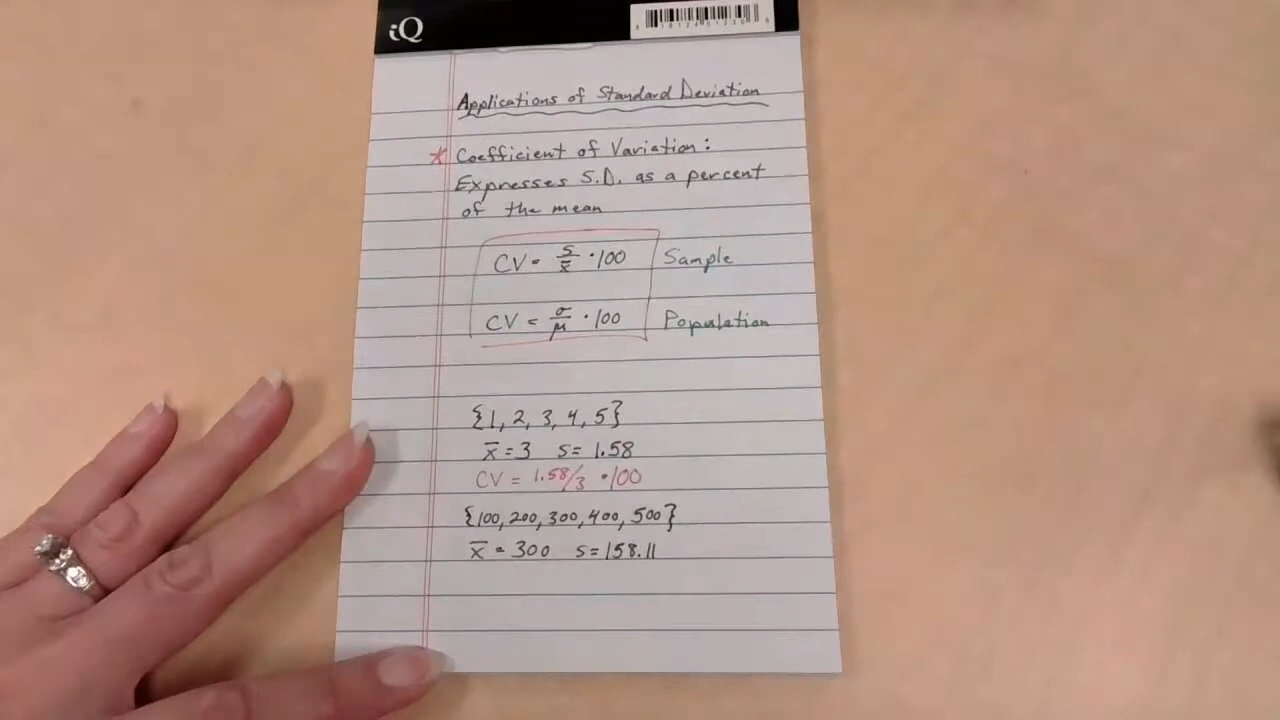 iQ
Applications of Standard Deviation
* Coefficient of Variation:
Expresses S.D. as a percent
of the mean
CV = s/x̄ · 100 Sample
CV = σ/μ · 100 Population
{1, 2, 3, 4, 5}
x̄ = 3 s = 1.58
CV = 1.58/3 · 100
{100, 200, 300, 400, 500}
x̄ = 300 s = 158.11